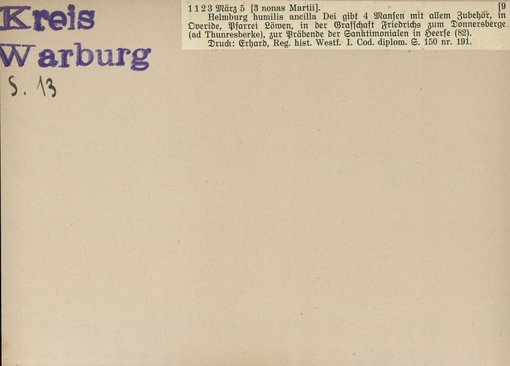 Kreis
Warburg
S. 13
1123 März 5 [3 nonas Martii]. [9
Helmburg humilis ancilla Dei gibt 4 Mansen mit allem Zubehör, in
Overide, Pfarrei Löwen, in der Grafschaft Friedrichs zum Donnersberge
(ad Thunresberke), zur Präbende der Sanktimonialen in Heerse (82).
Druck: Erhard, Reg. hist. Westf. I. Cod. diplom. S. 150 nr. 191.